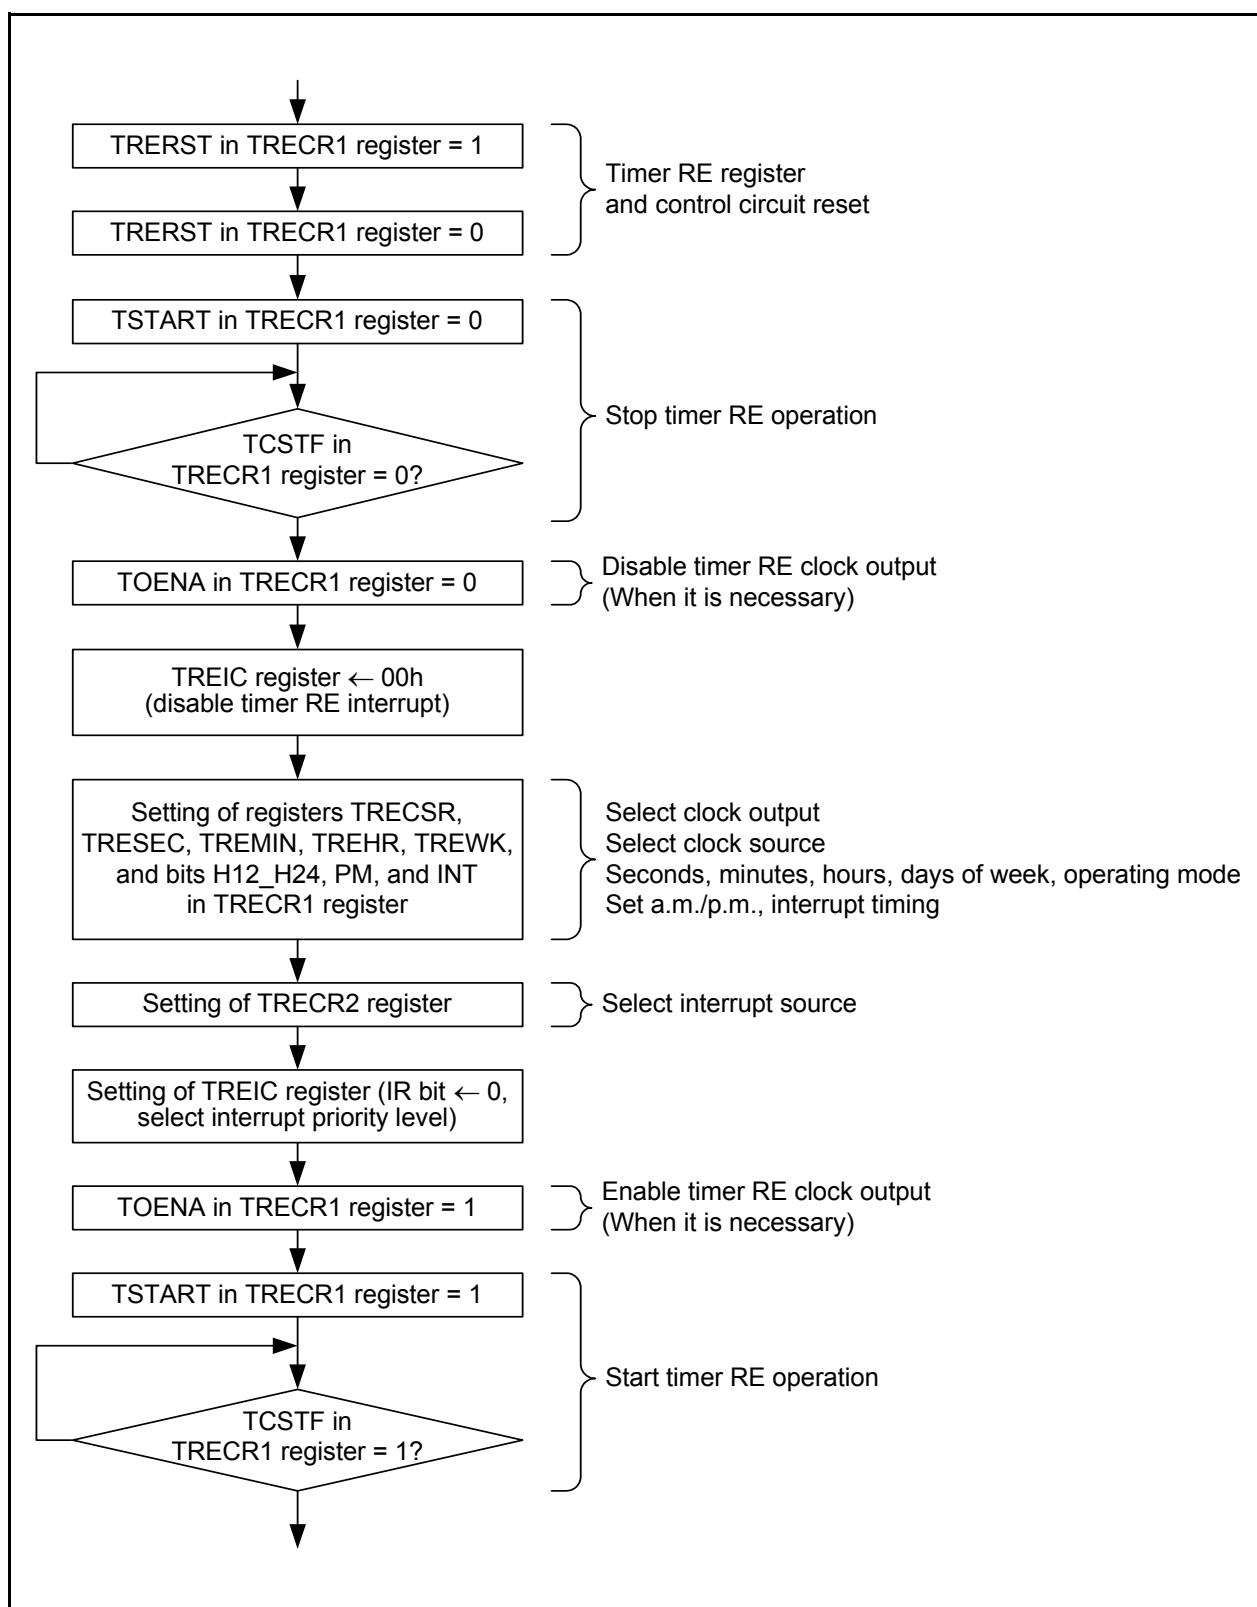 TRERST in TRECR1 register = 1
TRERST in TRECR1 register = 0
Timer RE register
and control circuit reset
TSTART in TRECR1 register = 0
TCSTF in
TRECR1 register = 0?
Stop timer RE operation
TOENA in TRECR1 register = 0
Disable timer RE clock output
(When it is necessary)
TREIC register ← 00h
(disable timer RE interrupt)
Setting of registers TRECSR,
TRESEC, TREMIN, TREHR, TREWK,
and bits H12_H24, PM, and INT
in TRECR1 register
Select clock output
Select clock source
Seconds, minutes, hours, days of week, operating mode
Set a.m./p.m., interrupt timing
Setting of TRECR2 register
Select interrupt source
Setting of TREIC register (IR bit ← 0,
select interrupt priority level)
TOENA in TRECR1 register = 1
Enable timer RE clock output
(When it is necessary)
TSTART in TRECR1 register = 1
TCSTF in
TRECR1 register = 1?
Start timer RE operation